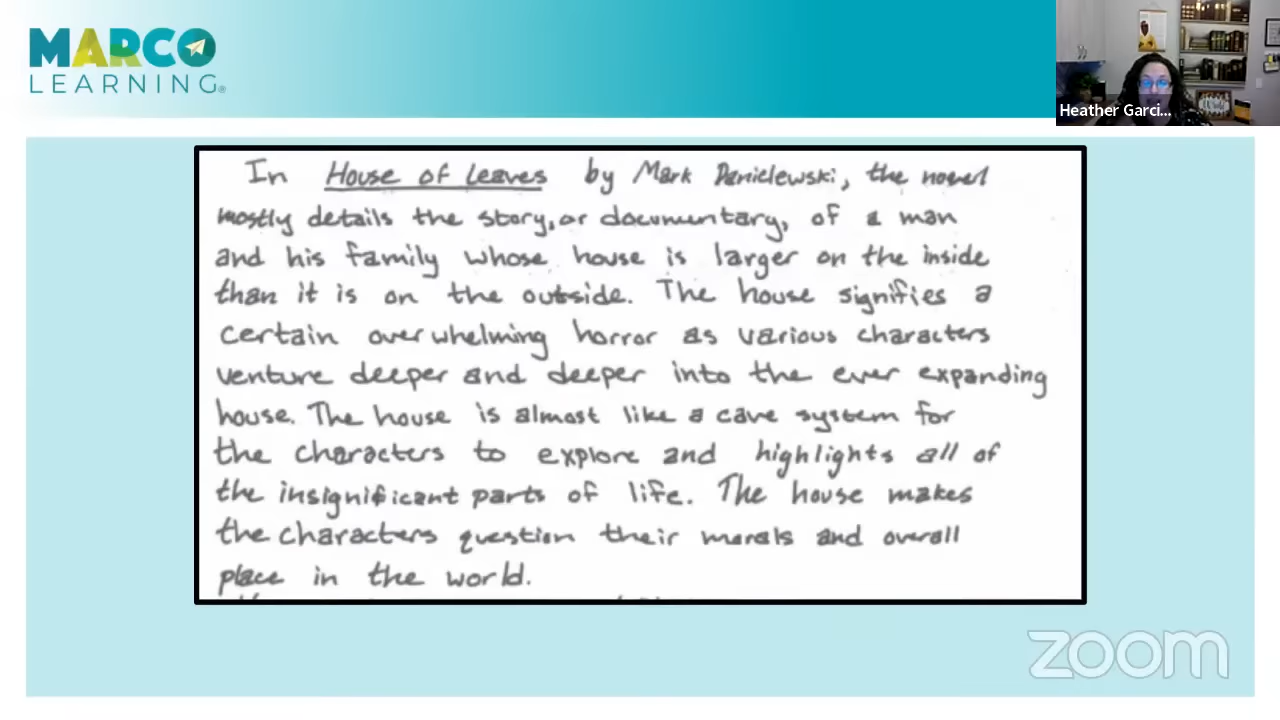 MARCO
LEARNING®
Heather Garci...
In House of Leaves by Mark Danielewski, the novel
mostly details the story, or documentary, of a man
and his family whose house is larger on the inside
than it is on the outside. The house signifies a
certain overwhelming horror as various characters
venture deeper and deeper into the ever expanding
house. The house is almost like a cave system for
the characters to explore and highlights all of
the insignificant parts of life. The house makes
the characters question their morals and overall
place in the world.
zoom